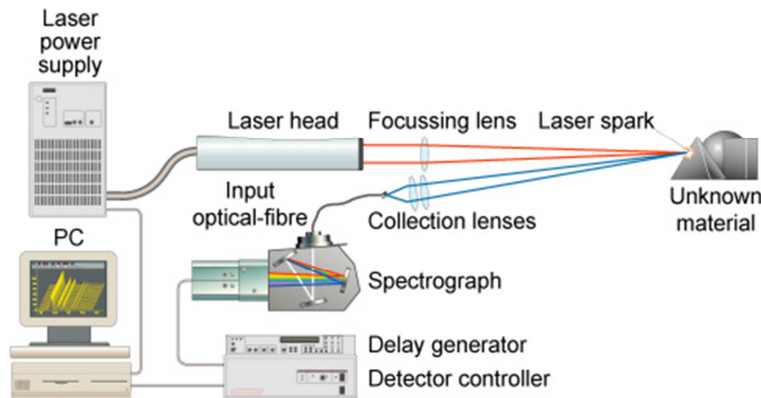 Laser
power
supply
Laser head
Focussing lens
Laser spark
Input
optical-fibre
Collection lenses
Unknown
material
PC
Spectrograph
Delay generator
Detector controller